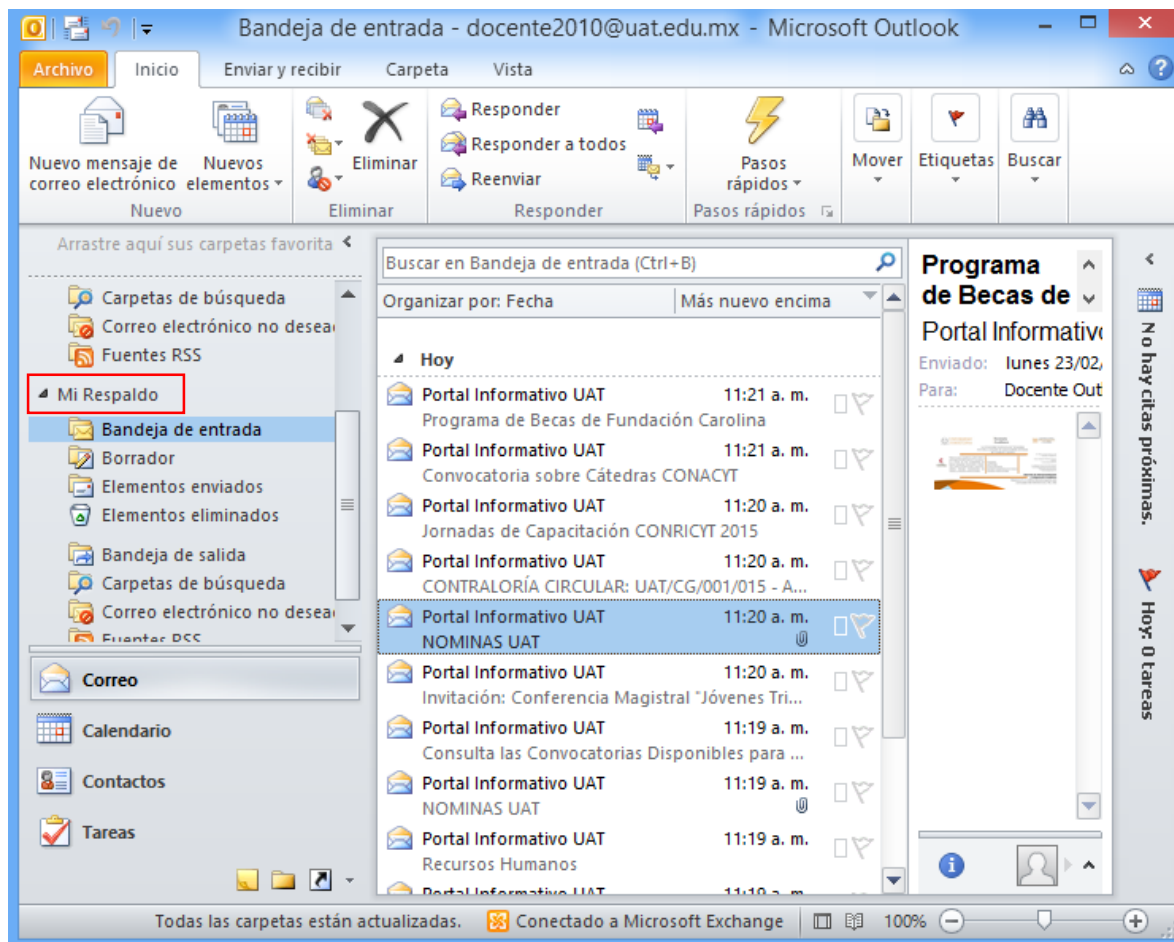 Bandeja de entrada - docente2010@uat.edu.mx - Microsoft Outlook
Archivo Inicio Enviar y recibir Carpeta Vista
Nuevo mensaje de correo electrónico
Nuevos elementos
Nuevo
Eliminar
Eliminar
Responder
Responder a todos
Reenviar
Responder
Pasos rápidos
Pasos rápidos
Mover
Etiquetas
Buscar
Arrastre aquí sus carpetas favorita
Carpetas de búsqueda
Correo electrónico no desea
Fuentes RSS
Mi Respaldo
Bandeja de entrada
Borrador
Elementos enviados
Elementos eliminados
Bandeja de salida
Carpetas de búsqueda
Correo electrónico no desea
Fuentes RSS
Correo
Calendario
Contactos
Tareas
Buscar en Bandeja de entrada (Ctrl+B)
Organizar por: Fecha Más nuevo encima
Hoy
Portal Informativo UAT 11:21 a. m.
Programa de Becas de Fundación Carolina
Portal Informativo UAT 11:21 a. m.
Convocatoria sobre Cátedras CONACYT
Portal Informativo UAT 11:20 a. m.
Jornadas de Capacitación CONRICYT 2015
Portal Informativo UAT 11:20 a. m.
CONTRALORÍA CIRCULAR: UAT/CG/001/015 - A...
Portal Informativo UAT 11:20 a. m.
NOMINAS UAT
Portal Informativo UAT 11:20 a. m.
Invitación: Conferencia Magistral "Jóvenes Tri...
Portal Informativo UAT 11:19 a. m.
Consulta las Convocatorias Disponibles para ...
Portal Informativo UAT 11:19 a. m.
NOMINAS UAT
Portal Informativo UAT 11:19 a. m.
Recursos Humanos
Portal Informativo UAT 11:19 a. m.
Programa
de Becas de
Portal Informativo
Enviado: lunes 23/02,
Para: Docente Out
No hay citas próximas.
Hoy: 0 tareas
Todas las carpetas están actualizadas. Conectado a Microsoft Exchange 100%